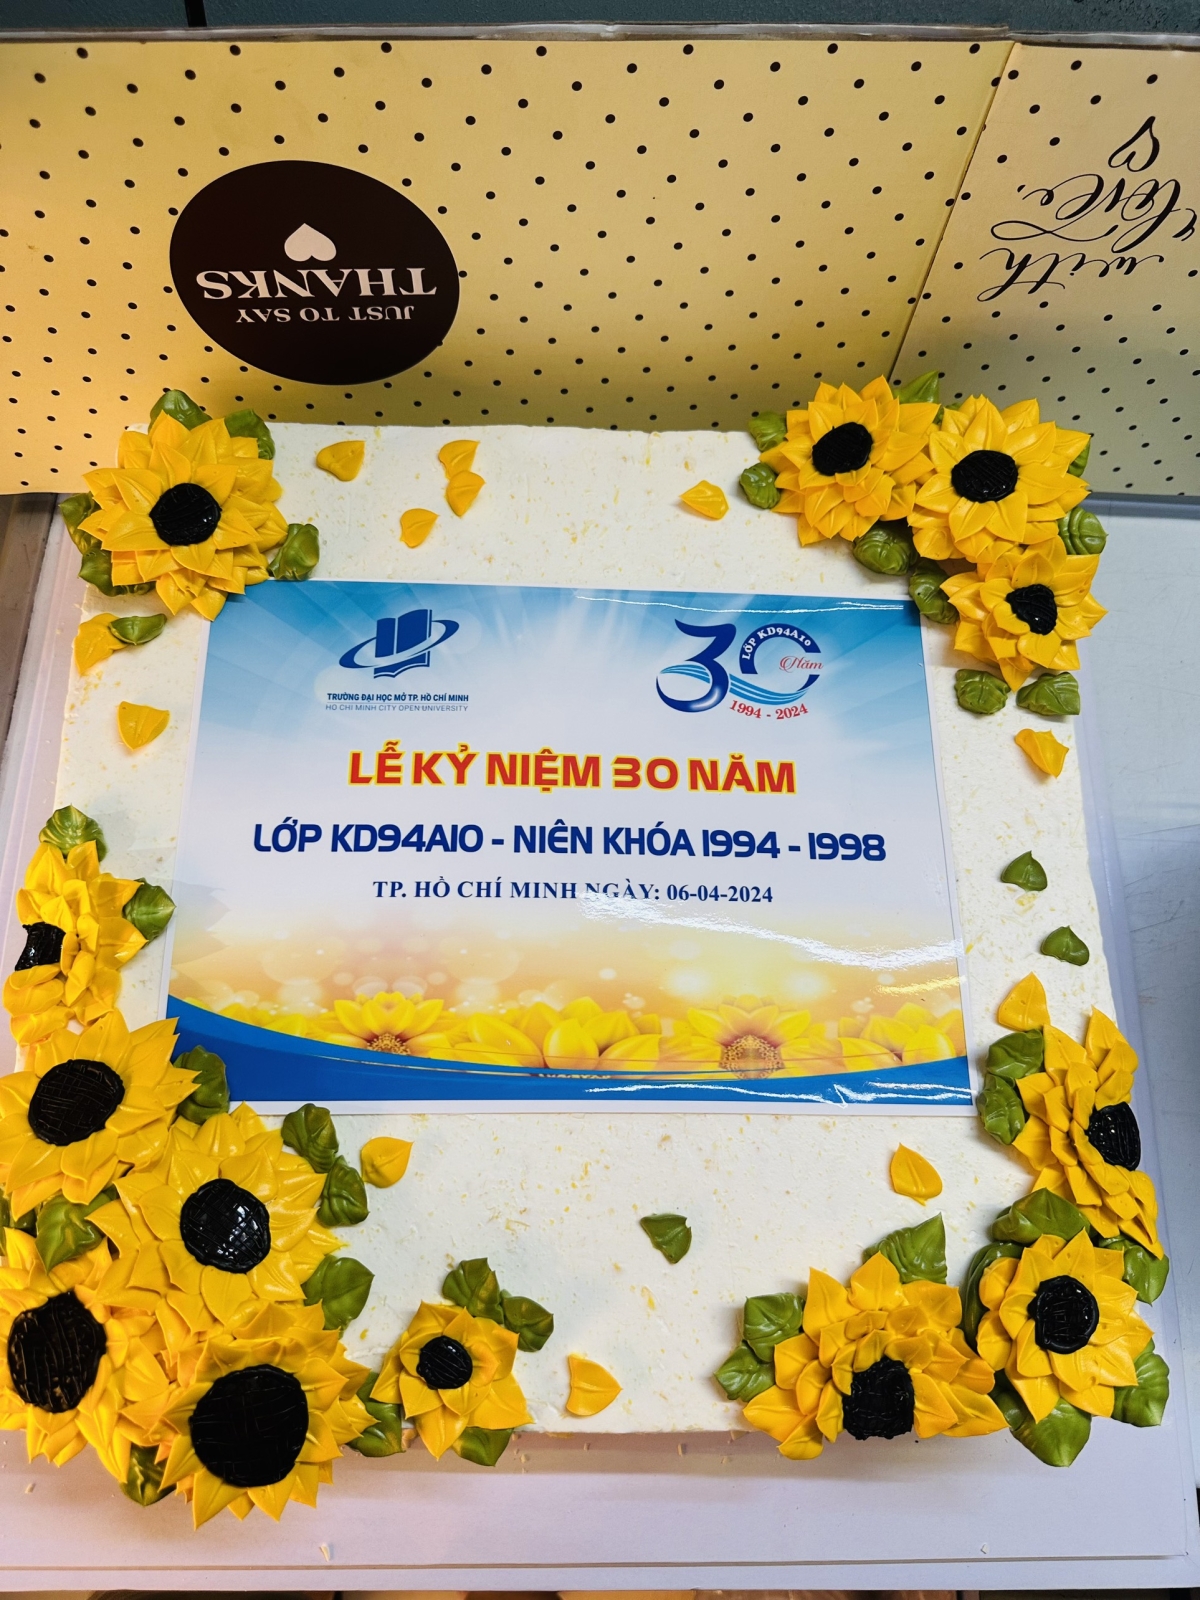 JUST TO SAY
THANKS
with
love.
TRƯỜNG ĐẠI HỌC MỞ TP. HỒ CHÍ MINH
HO CHI MINH CITY OPEN UNIVERSITY
LỚP KD94A10
30
Năm
1994 - 2024
LỄ KỶ NIỆM 30 NĂM
LỚP KD94A10 - NIÊN KHÓA 1994 - 1998
TP. HỒ CHÍ MINH NGÀY: 06-04-2024